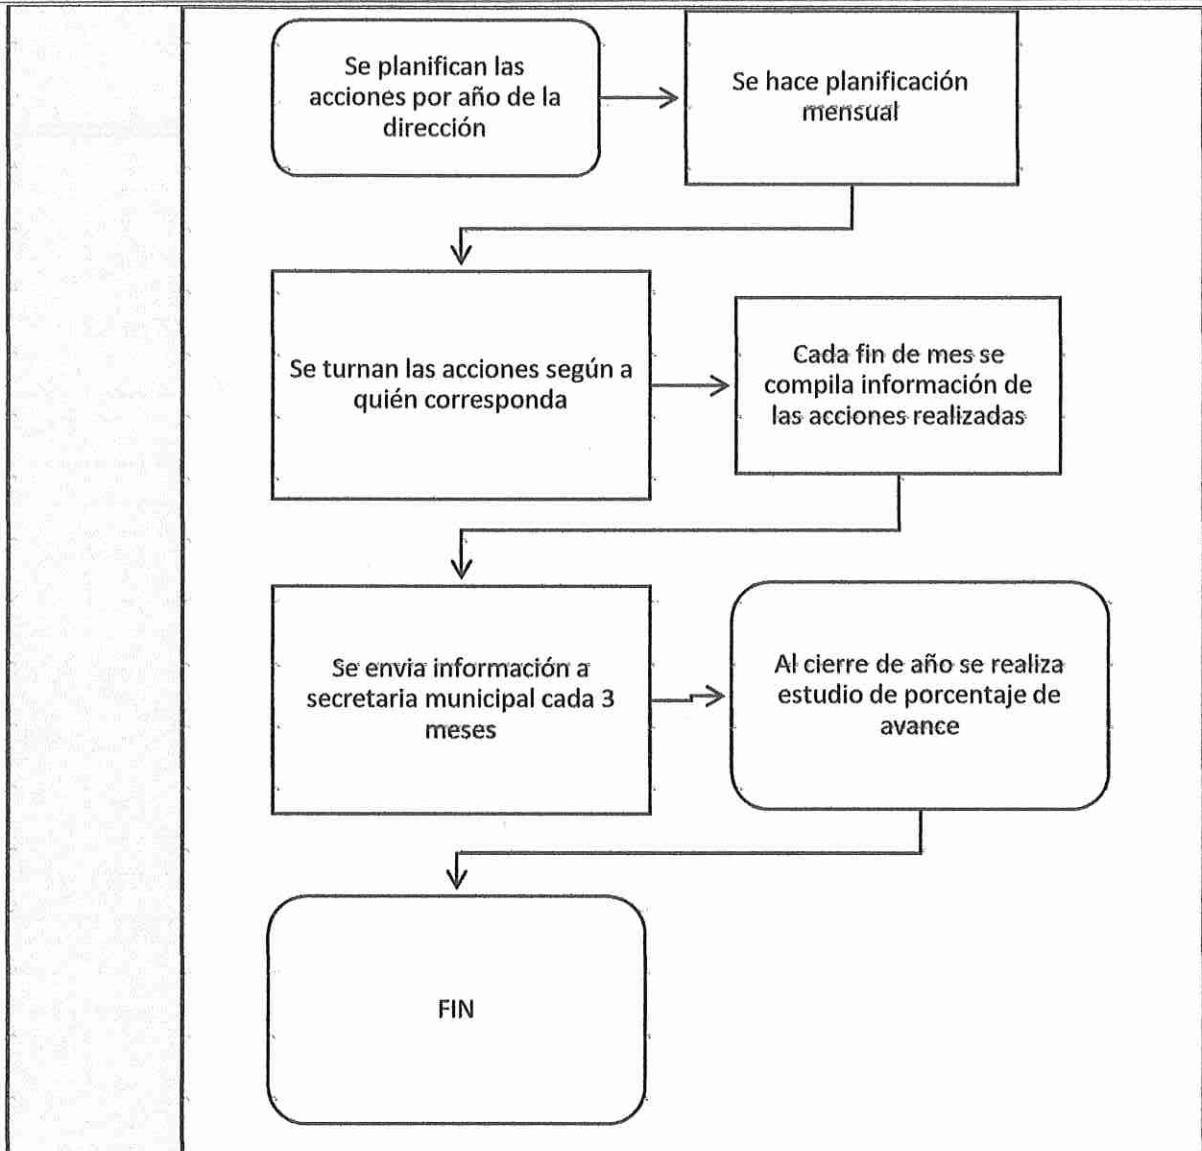 Se planifican las
acciones por año de la
dirección
Se hace planificación
mensual
Se turnan las acciones según a
quién corresponda
Cada fin de mes se
compila información de
las acciones realizadas
Se envia información a
secretaria municipal cada 3
meses
Al cierre de año se realiza
estudio de porcentaje de
avance
FIN